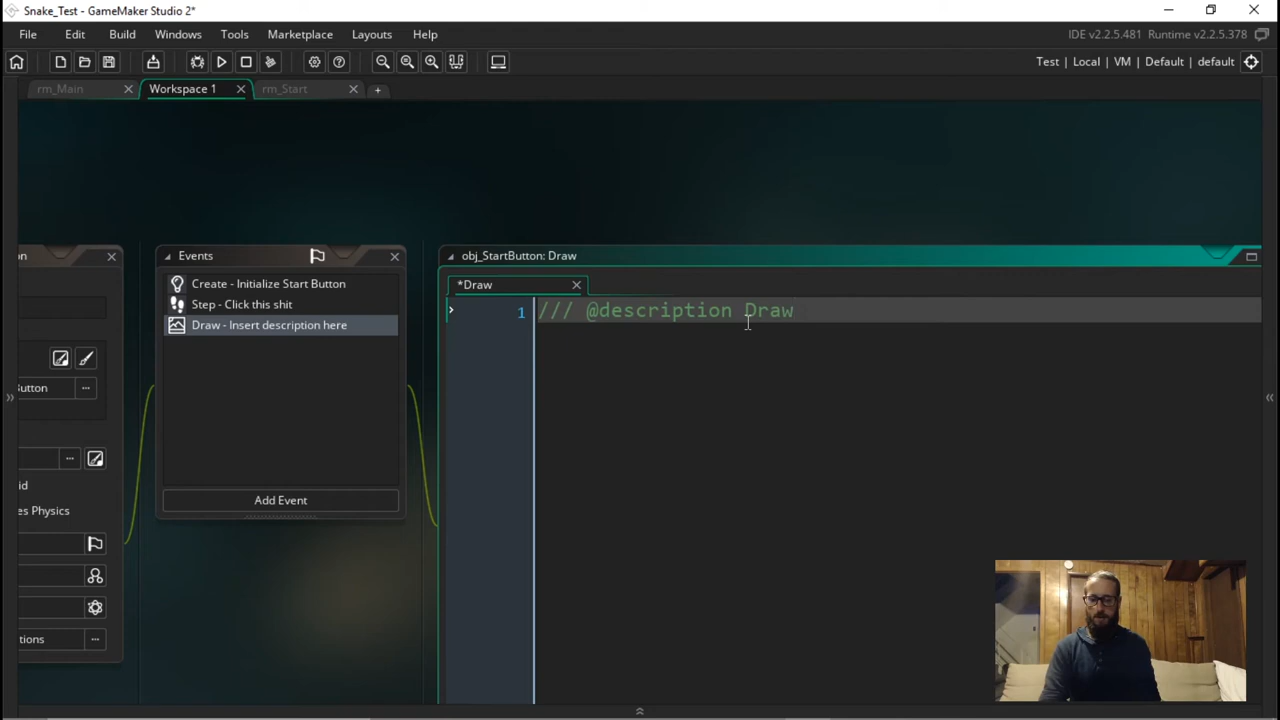 Snake_Test - GameMaker Studio 2*
File Edit Build Windows Tools Marketplace Layouts Help
IDE v2.2.5.481 Runtime v2.2.5.378
Test | Local | VM | Default | default
rm_Main
Workspace 1
rm_Start
on
Events
obj_StartButton: Draw
Create - Initialize Start Button
*Draw
Step - Click this shit
1 /// @description Draw
Draw - Insert description here
Button
id
Add Event
es Physics
tions